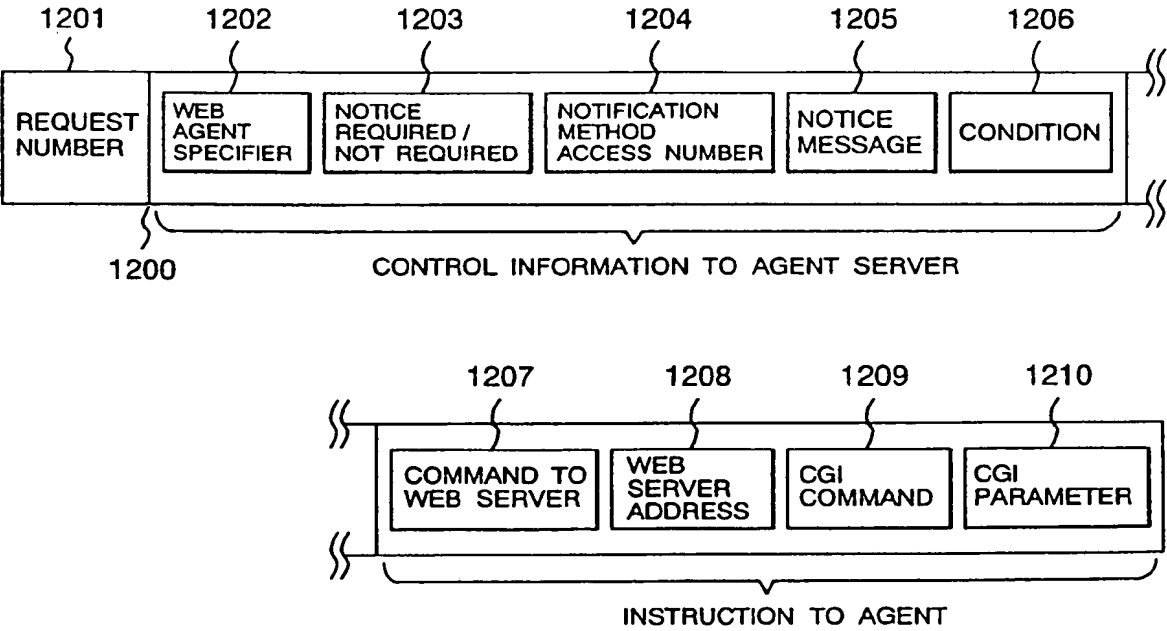 1201 1202 1203 1204 1205 1206
REQUEST
NUMBER
WEB
AGENT
SPECIFIER
NOTICE
REQUIRED /
NOT REQUIRED
NOTIFICATION
METHOD
ACCESS NUMBER
NOTICE
MESSAGE
CONDITION
1200
CONTROL INFORMATION TO AGENT SERVER
1207 1208 1209 1210
COMMAND TO
WEB SERVER
WEB
SERVER
ADDRESS
CGI
COMMAND
CGI
PARAMETER
INSTRUCTION TO AGENT